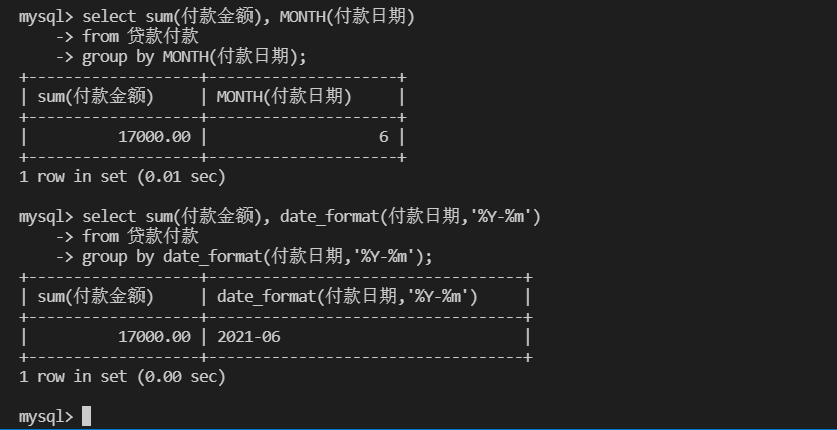 mysql> select sum(付款金额), MONTH(付款日期)
    -> from 贷款付款
    -> group by MONTH(付款日期);
+-------------------+---------------------+
| sum(付款金额)     | MONTH(付款日期)     |
+-------------------+---------------------+
|          17000.00 |                   6 |
+-------------------+---------------------+
1 row in set (0.01 sec)

mysql> select sum(付款金额), date_format(付款日期,'%Y-%m')
    -> from 贷款付款
    -> group by date_format(付款日期,'%Y-%m');
+-------------------+-----------------------------------+
| sum(付款金额)     | date_format(付款日期,'%Y-%m')     |
+-------------------+-----------------------------------+
|          17000.00 | 2021-06                           |
+-------------------+-----------------------------------+
1 row in set (0.00 sec)

mysql>